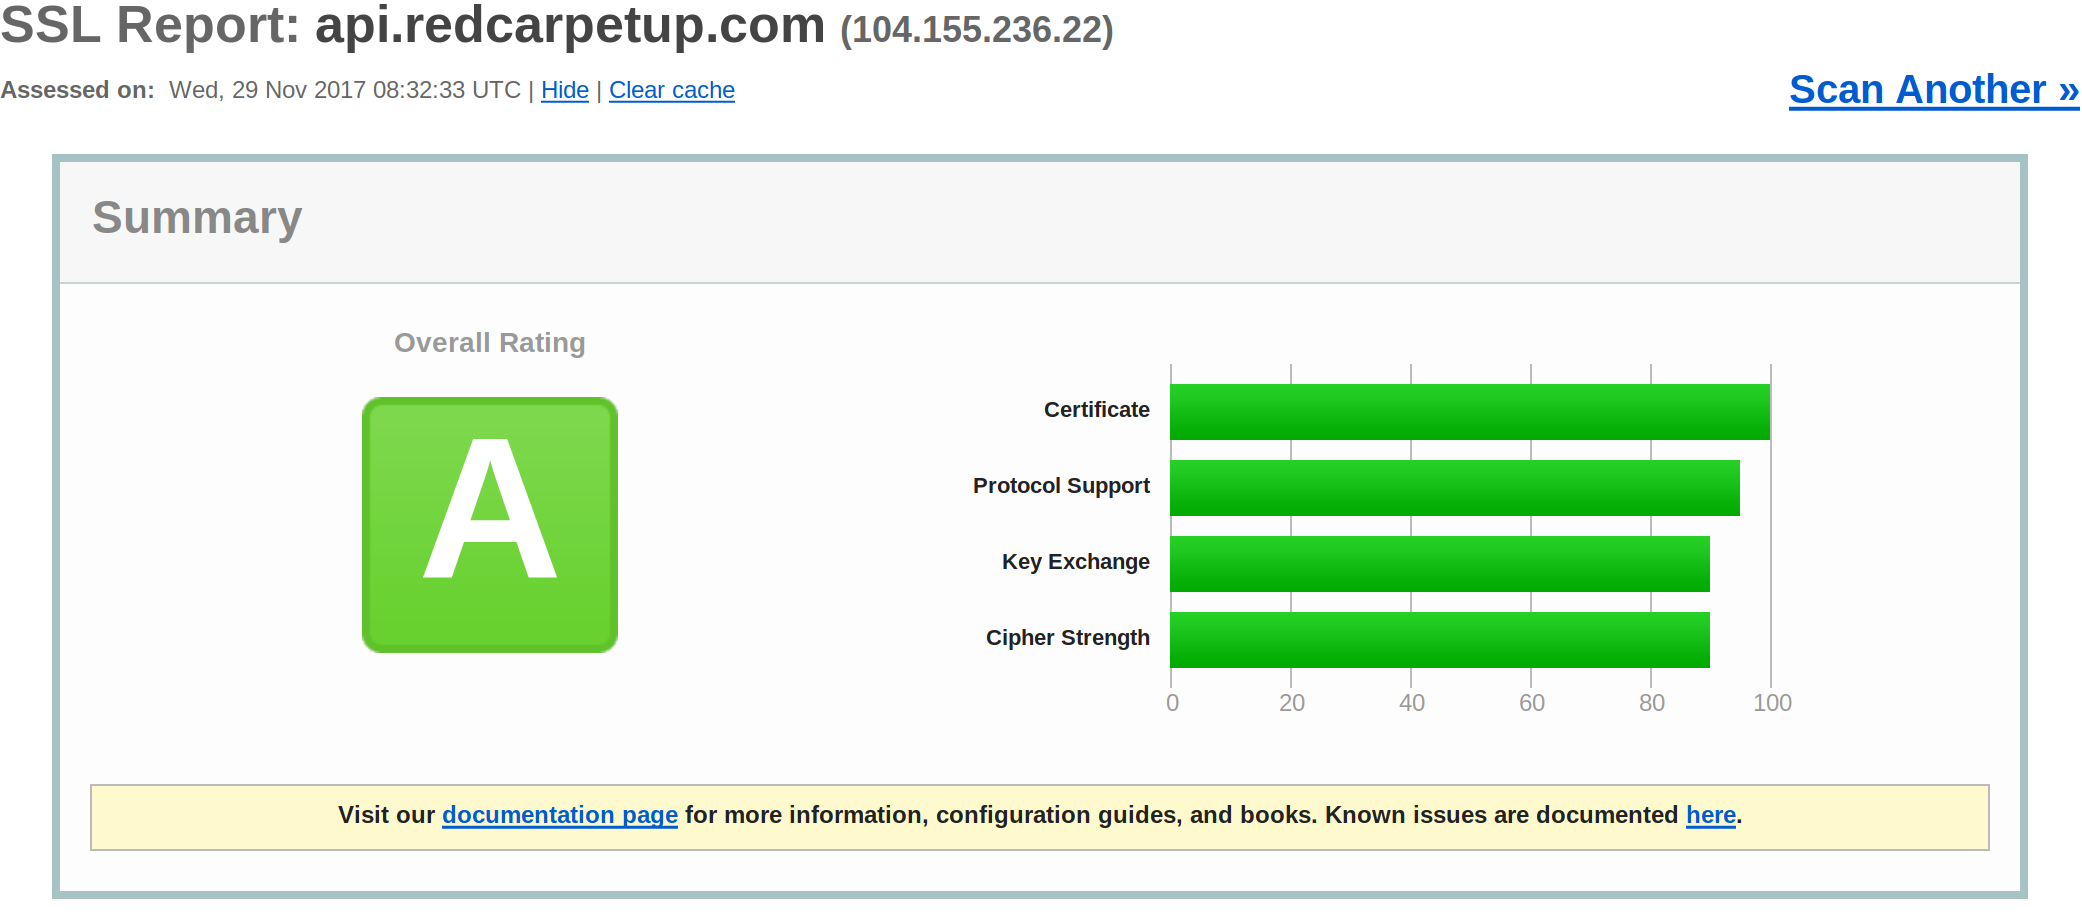 SSL Report: api.redcarpetup.com (104.155.236.22)
Assessed on: Wed, 29 Nov 2017 08:32:33 UTC | Hide | Clear cache
Scan Another »
Summary
Overall Rating
A
Certificate
Protocol Support
Key Exchange
Cipher Strength
0 20 40 60 80 100
Visit our documentation page for more information, configuration guides, and books. Known issues are documented here.